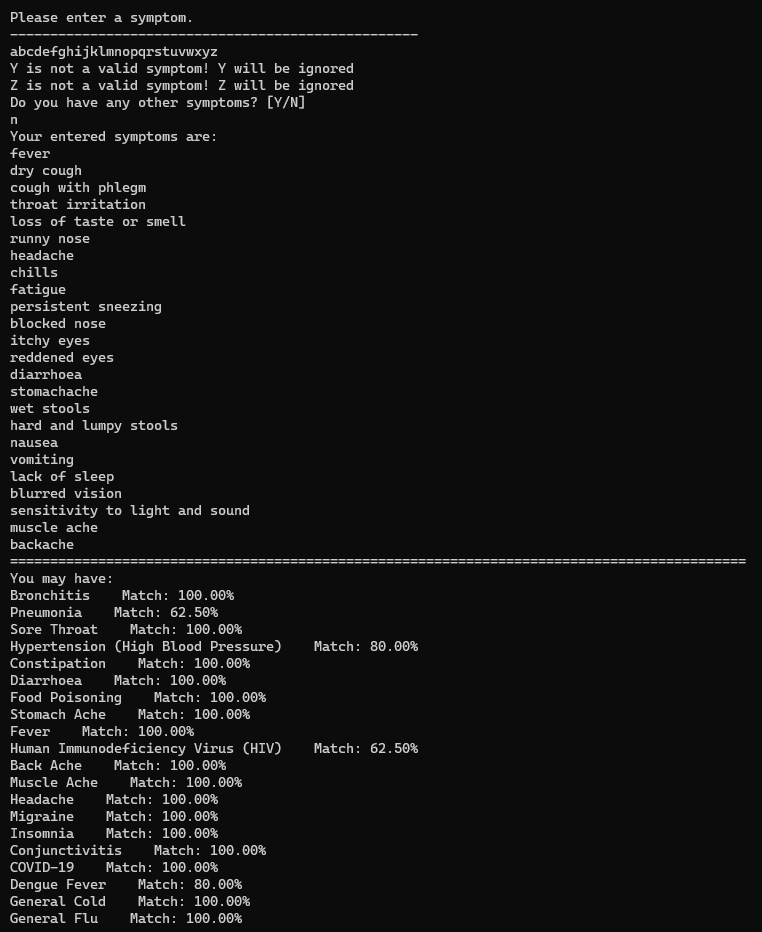 Please enter a symptom.
---------------------------------------------------
abcdefghijklmnopqrstuvwxyz
Y is not a valid symptom! Y will be ignored
Z is not a valid symptom! Z will be ignored
Do you have any other symptoms? [Y/N]
n
Your entered symptoms are:
fever
dry cough
cough with phlegm
throat irritation
loss of taste or smell
runny nose
headache
chills
fatigue
persistent sneezing
blocked nose
itchy eyes
reddened eyes
diarrhoea
stomachache
wet stools
hard and lumpy stools
nausea
vomiting
lack of sleep
blurred vision
sensitivity to light and sound
muscle ache
backache
============================================================================================
You may have:
Bronchitis    Match: 100.00%
Pneumonia    Match: 62.50%
Sore Throat    Match: 100.00%
Hypertension (High Blood Pressure)    Match: 80.00%
Constipation    Match: 100.00%
Diarrhoea    Match: 100.00%
Food Poisoning    Match: 100.00%
Stomach Ache    Match: 100.00%
Fever    Match: 100.00%
Human Immunodeficiency Virus (HIV)    Match: 62.50%
Back Ache    Match: 100.00%
Muscle Ache    Match: 100.00%
Headache    Match: 100.00%
Migraine    Match: 100.00%
Insomnia    Match: 100.00%
Conjunctivitis    Match: 100.00%
COVID-19    Match: 100.00%
Dengue Fever    Match: 80.00%
General Cold    Match: 100.00%
General Flu    Match: 100.00%